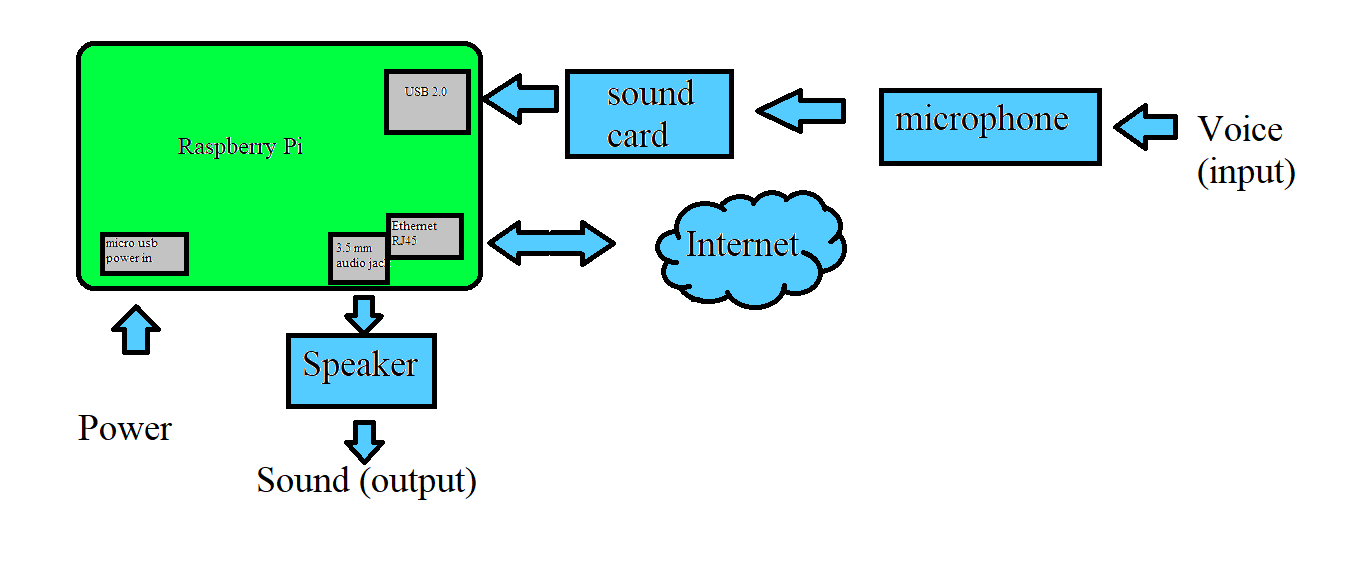 USB 2.0
sound
card
microphone
Voice
(input)
Raspberry Pi
Ethernet
RJ45
Internet
micro usb
power in
3.5 mm
audio jac
Speaker
Power
Sound (output)